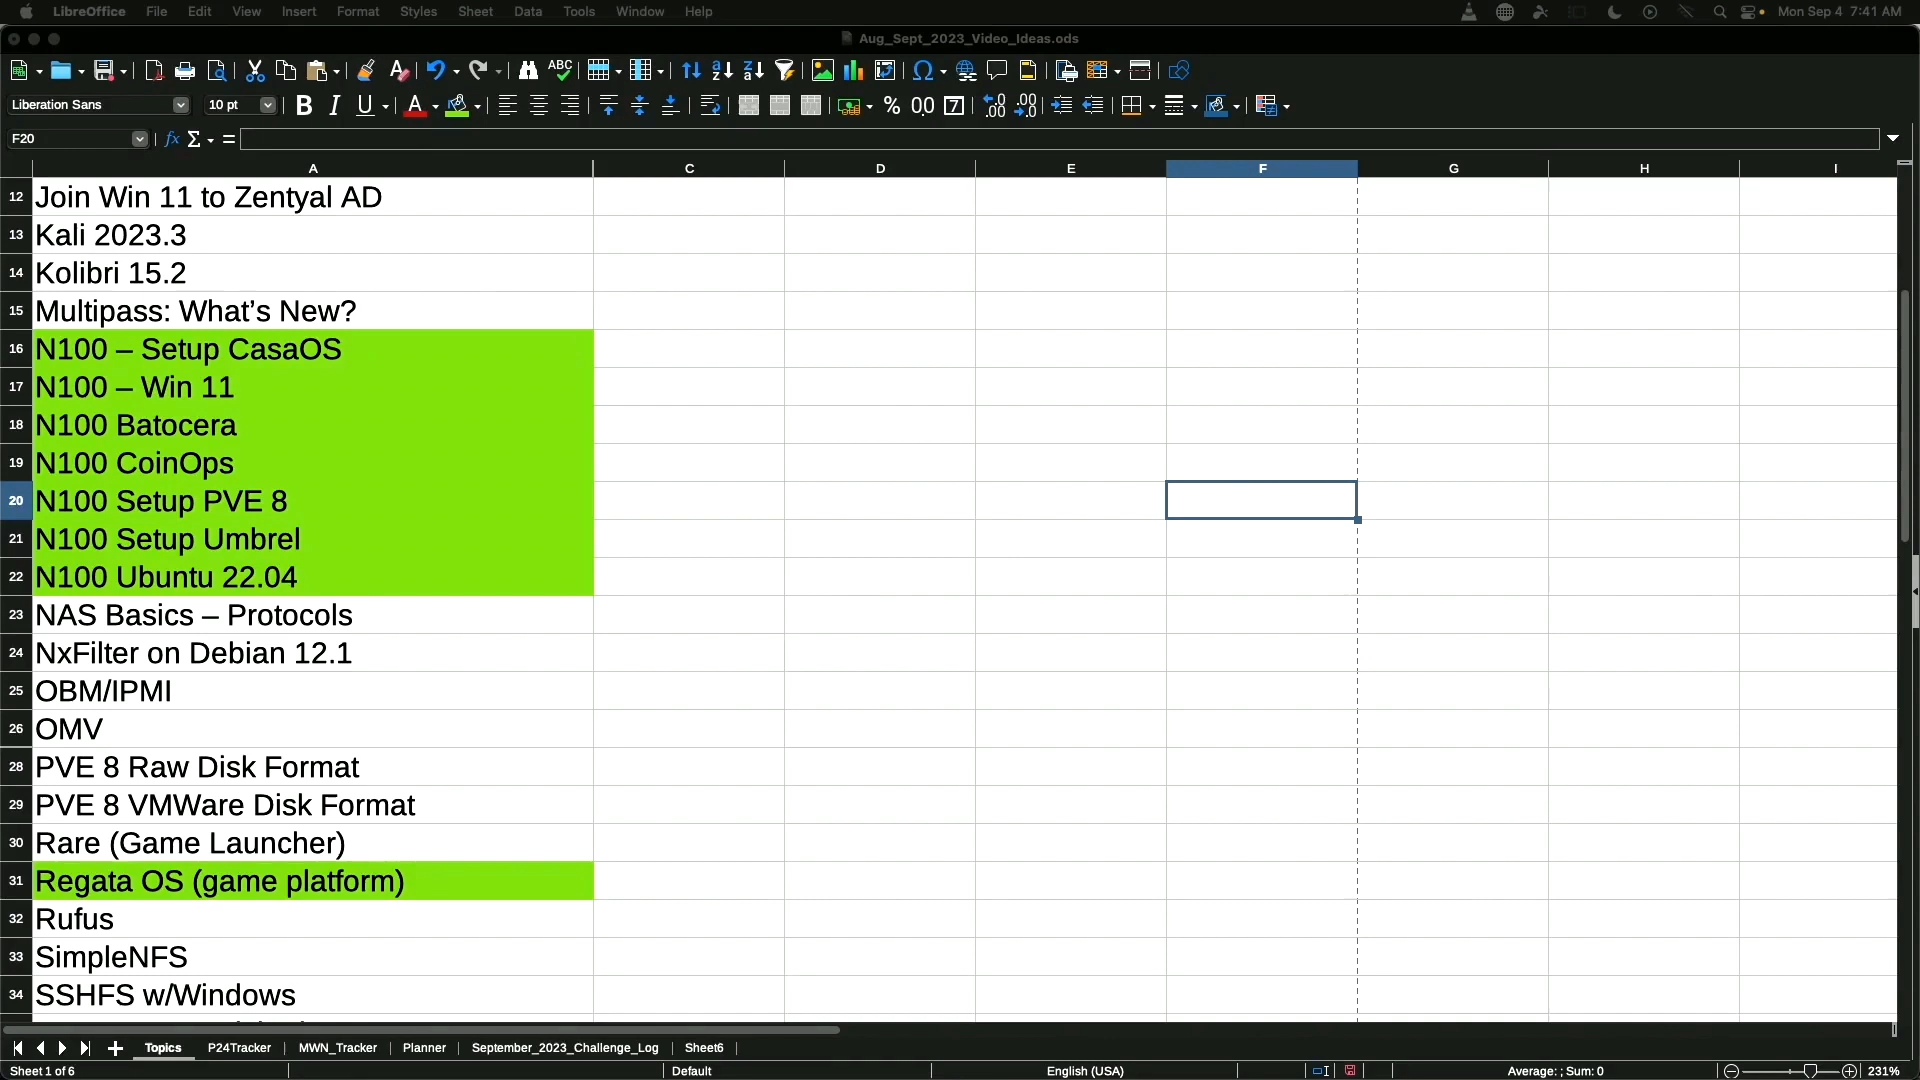 LibreOffice File Edit View Insert Format Styles Sheet Data Tools Window Help Mon Sep 4 7:41 AM
Aug_Sept_2023_Video_Ideas.ods
Liberation Sans 10 pt
F20
A C D E F G H I
12 Join Win 11 to Zentyal AD
13 Kali 2023.3
14 Kolibri 15.2
15 Multipass: What’s New?
16 N100 – Setup CasaOS
17 N100 – Win 11
18 N100 Batocera
19 N100 CoinOps
20 N100 Setup PVE 8
21 N100 Setup Umbrel
22 N100 Ubuntu 22.04
23 NAS Basics – Protocols
24 NxFilter on Debian 12.1
25 OBM/IPMI
26 OMV
28 PVE 8 Raw Disk Format
29 PVE 8 VMWare Disk Format
30 Rare (Game Launcher)
31 Regata OS (game platform)
32 Rufus
33 SimpleNFS
34 SSHFS w/Windows
Topics P24Tracker MWN_Tracker Planner September_2023_Challenge_Log Sheet6
Sheet 1 of 6 Default English (USA) Average: ; Sum: 0 231%